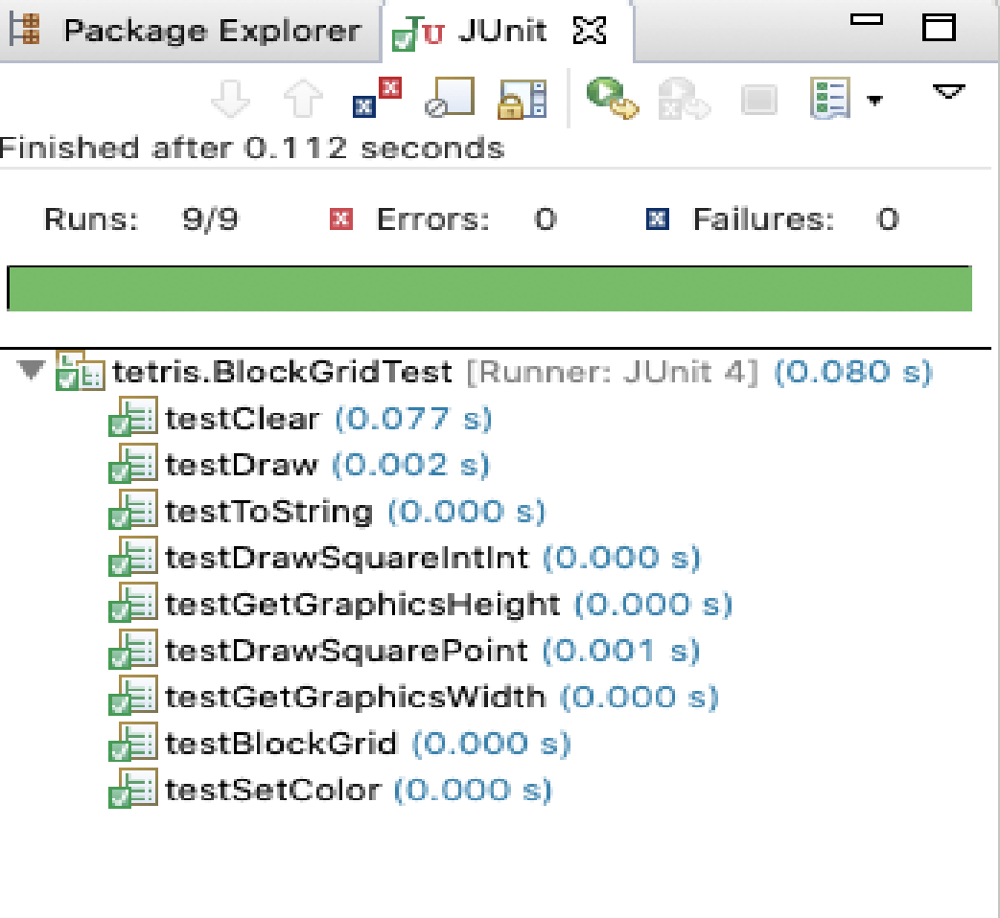 Package Explorer JUnit
Finished after 0.112 seconds
Runs: 9/9 Errors: 0 Failures: 0
tetris.BlockGridTest [Runner: JUnit 4] (0.080 s)
testClear (0.077 s)
testDraw (0.002 s)
testToString (0.000 s)
testDrawSquareIntInt (0.000 s)
testGetGraphicsHeight (0.000 s)
testDrawSquarePoint (0.001 s)
testGetGraphicsWidth (0.000 s)
testBlockGrid (0.000 s)
testSetColor (0.000 s)